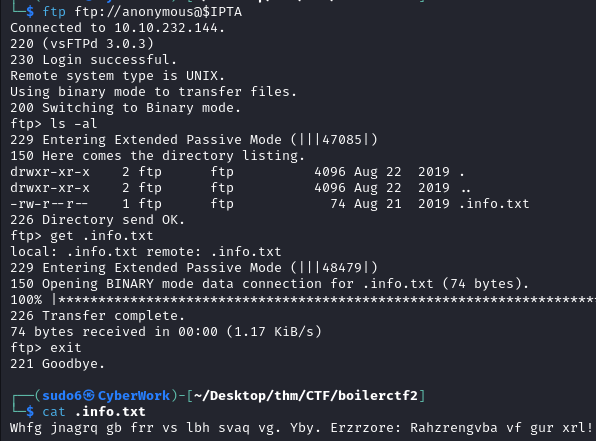 └─$ ftp ftp://anonymous@$IPTA
Connected to 10.10.232.144.
220 (vsFTPd 3.0.3)
230 Login successful.
Remote system type is UNIX.
Using binary mode to transfer files.
200 Switching to Binary mode.
ftp> ls -al
229 Entering Extended Passive Mode (|||47085|)
150 Here comes the directory listing.
drwxr-xr-x    2 ftp      ftp          4096 Aug 22  2019 .
drwxr-xr-x    2 ftp      ftp          4096 Aug 22  2019 ..
-rw-r--r--    1 ftp      ftp            74 Aug 21  2019 .info.txt
226 Directory send OK.
ftp> get .info.txt
local: .info.txt remote: .info.txt
229 Entering Extended Passive Mode (|||48479|)
150 Opening BINARY mode data connection for .info.txt (74 bytes).
100% |********************************************************************
226 Transfer complete.
74 bytes received in 00:00 (1.17 KiB/s)
ftp> exit
221 Goodbye.
┌──(sudo6㉿CyberWork)-[~/Desktop/thm/CTF/boilerctf2]
└─$ cat .info.txt
Whfg jnagrq gb frr vs lbh svaq vg. Yby. Erzrzore: Rahzrengvba vf gur xrl!